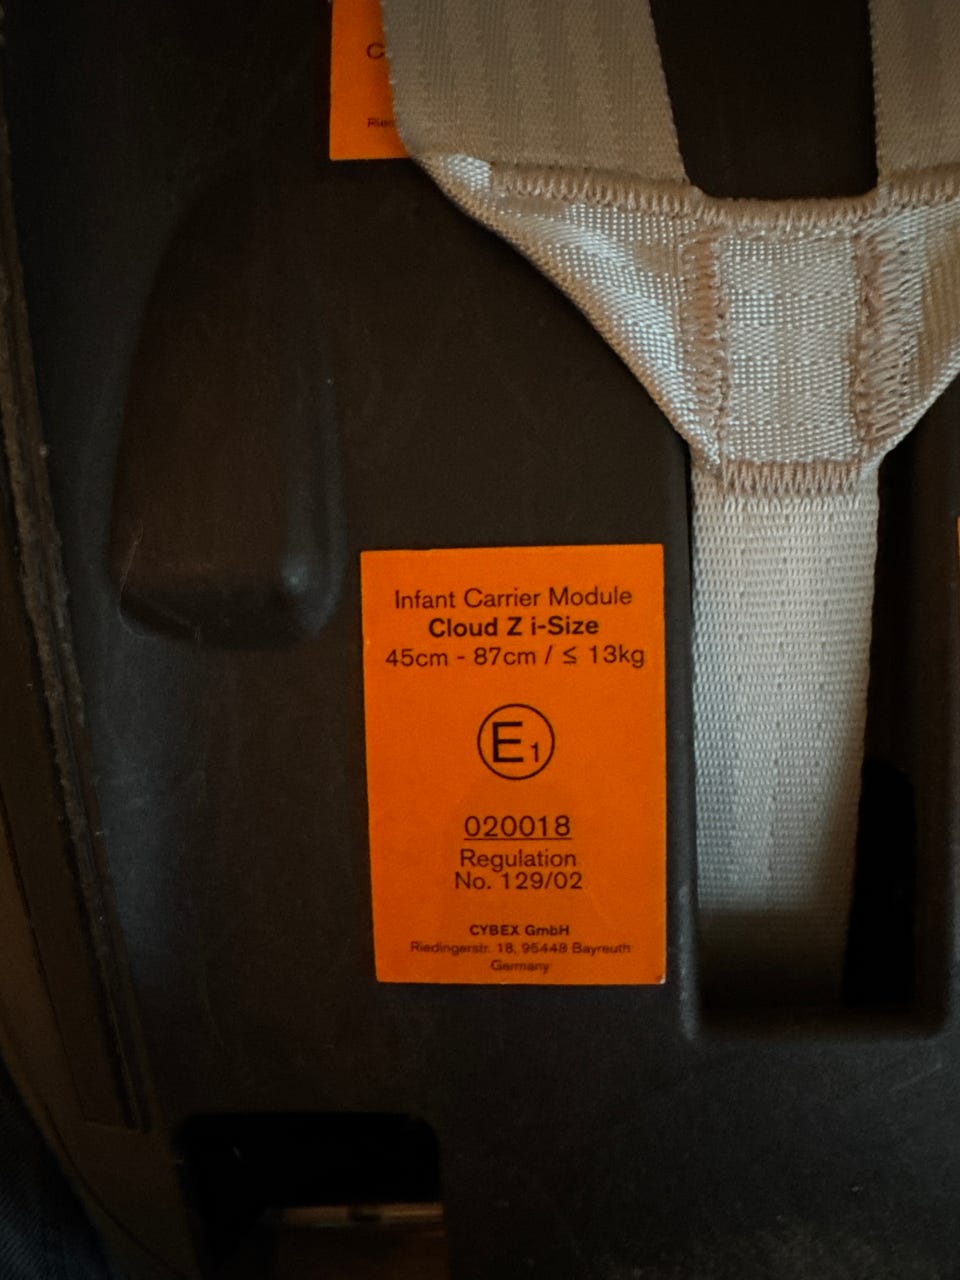 C
Rie
Infant Carrier Module
Cloud Z i-Size
45cm - 87cm / ≤ 13kg
E1
020018
Regulation
No. 129/02
CYBEX GmbH
Riedingerstr. 18, 95448 Bayreuth
Germany